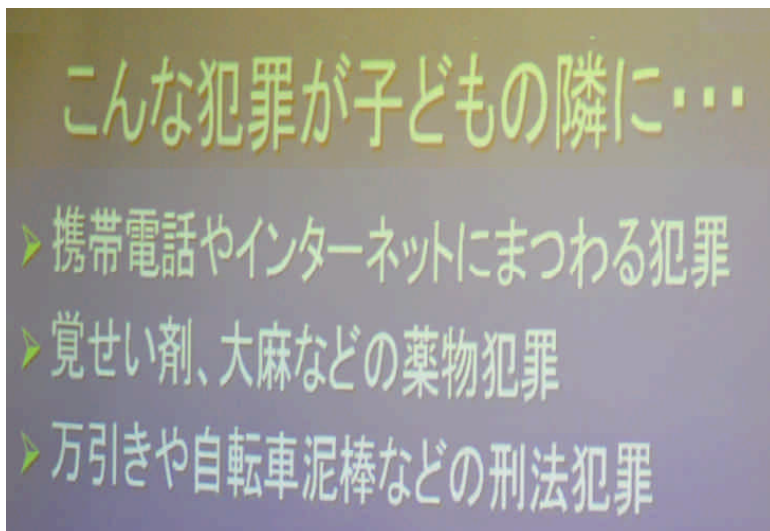 こんな犯罪が子どもの隣に・・・
携帯電話やインターネットにまつわる犯罪
覚せい剤、大麻などの薬物犯罪
万引きや自転車泥棒などの刑法犯罪